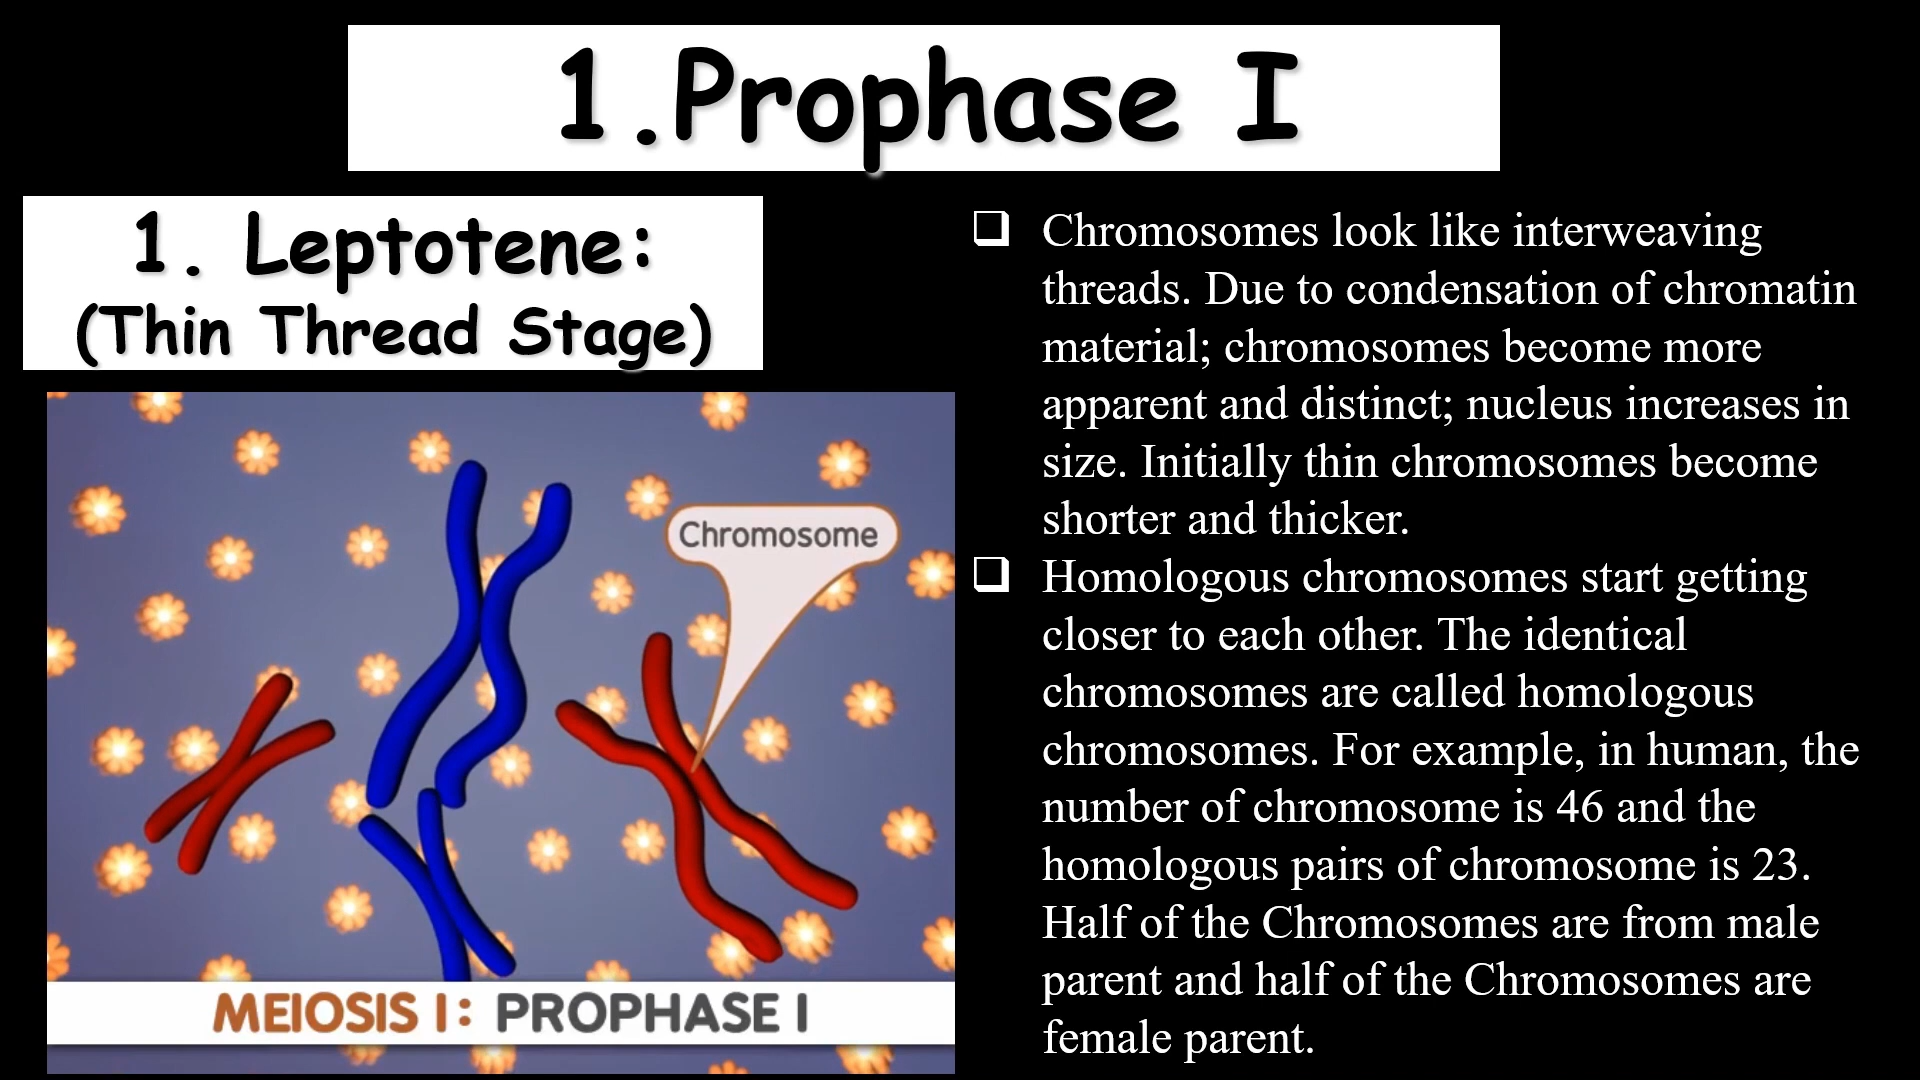 1.Prophase I
1. Leptotene:
(Thin Thread Stage)
Chromosome
MEIOSIS I: PROPHASE I
Chromosomes look like interweaving
threads. Due to condensation of chromatin
material; chromosomes become more
apparent and distinct; nucleus increases in
size. Initially thin chromosomes become
shorter and thicker.
Homologous chromosomes start getting
closer to each other. The identical
chromosomes are called homologous
chromosomes. For example, in human, the
number of chromosome is 46 and the
homologous pairs of chromosome is 23.
Half of the Chromosomes are from male
parent and half of the Chromosomes are
female parent.